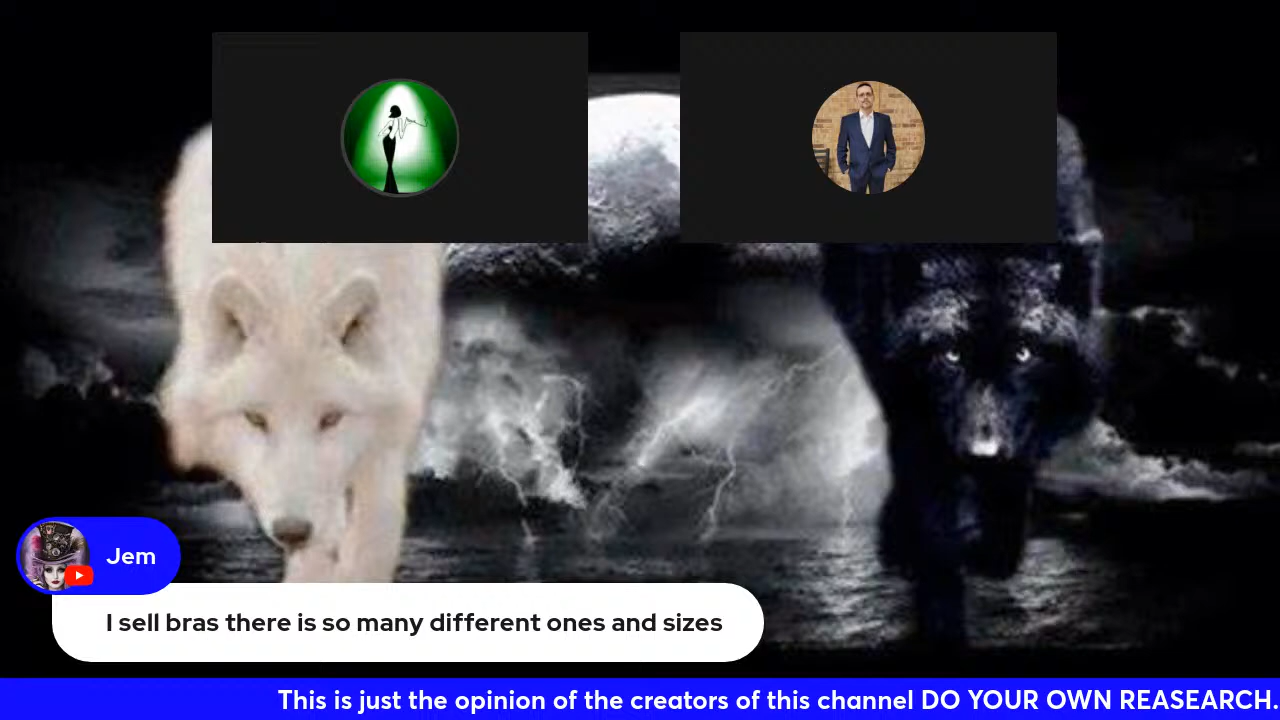 Jem
I sell bras there is so many different ones and sizes
This is just the opinion of the creators of this channel DO YOUR OWN REASEARCH.